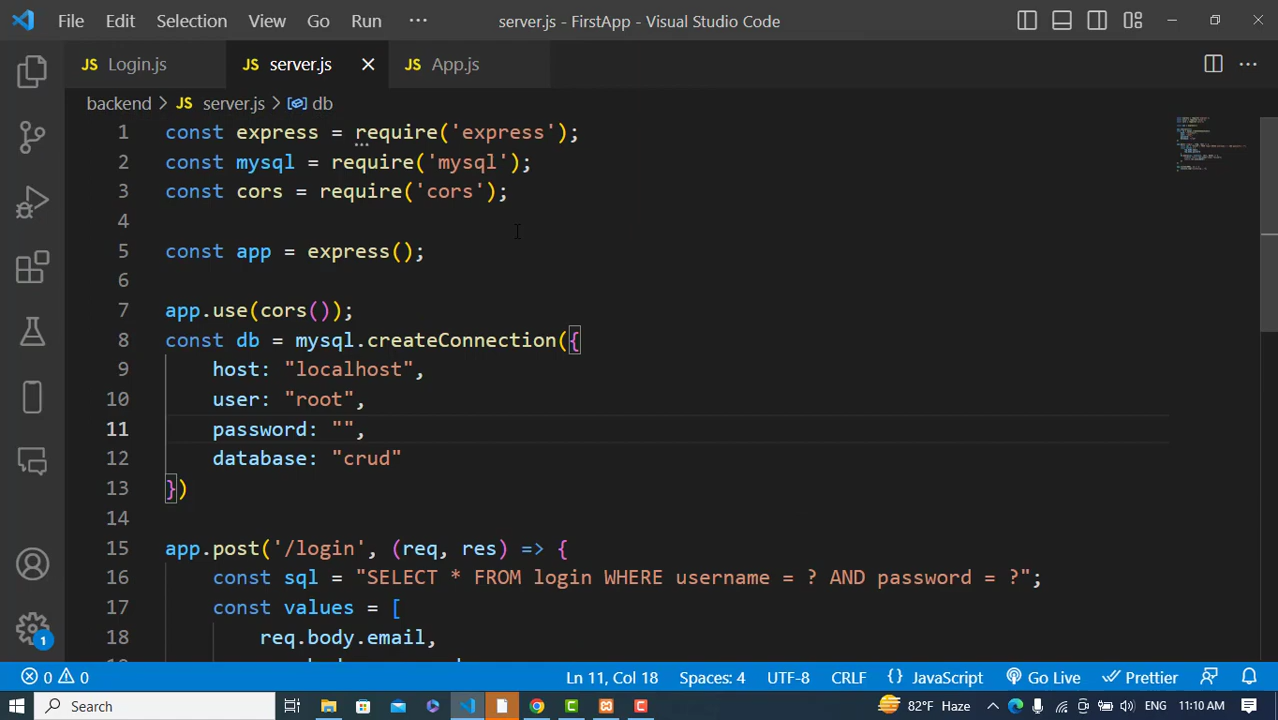 File Edit Selection View Go Run ··· server.js - FirstApp - Visual Studio Code
JS Login.js JS server.js JS App.js
backend > JS server.js > db
1 const express = require('express');
2 const mysql = require('mysql');
3 const cors = require('cors');
4
5 const app = express();
6
7 app.use(cors());
8 const db = mysql.createConnection({
9 host: "localhost",
10 user: "root",
11 password: "",
12 database: "crud"
13 })
14
15 app.post('/login', (req, res) => {
16 const sql = "SELECT * FROM login WHERE username = ? AND password = ?";
17 const values = [
18 req.body.email,
1
0 0 Ln 11, Col 18 Spaces: 4 UTF-8 CRLF {} JavaScript Go Live Prettier
Search 82°F Haze ENG 11:10 AM